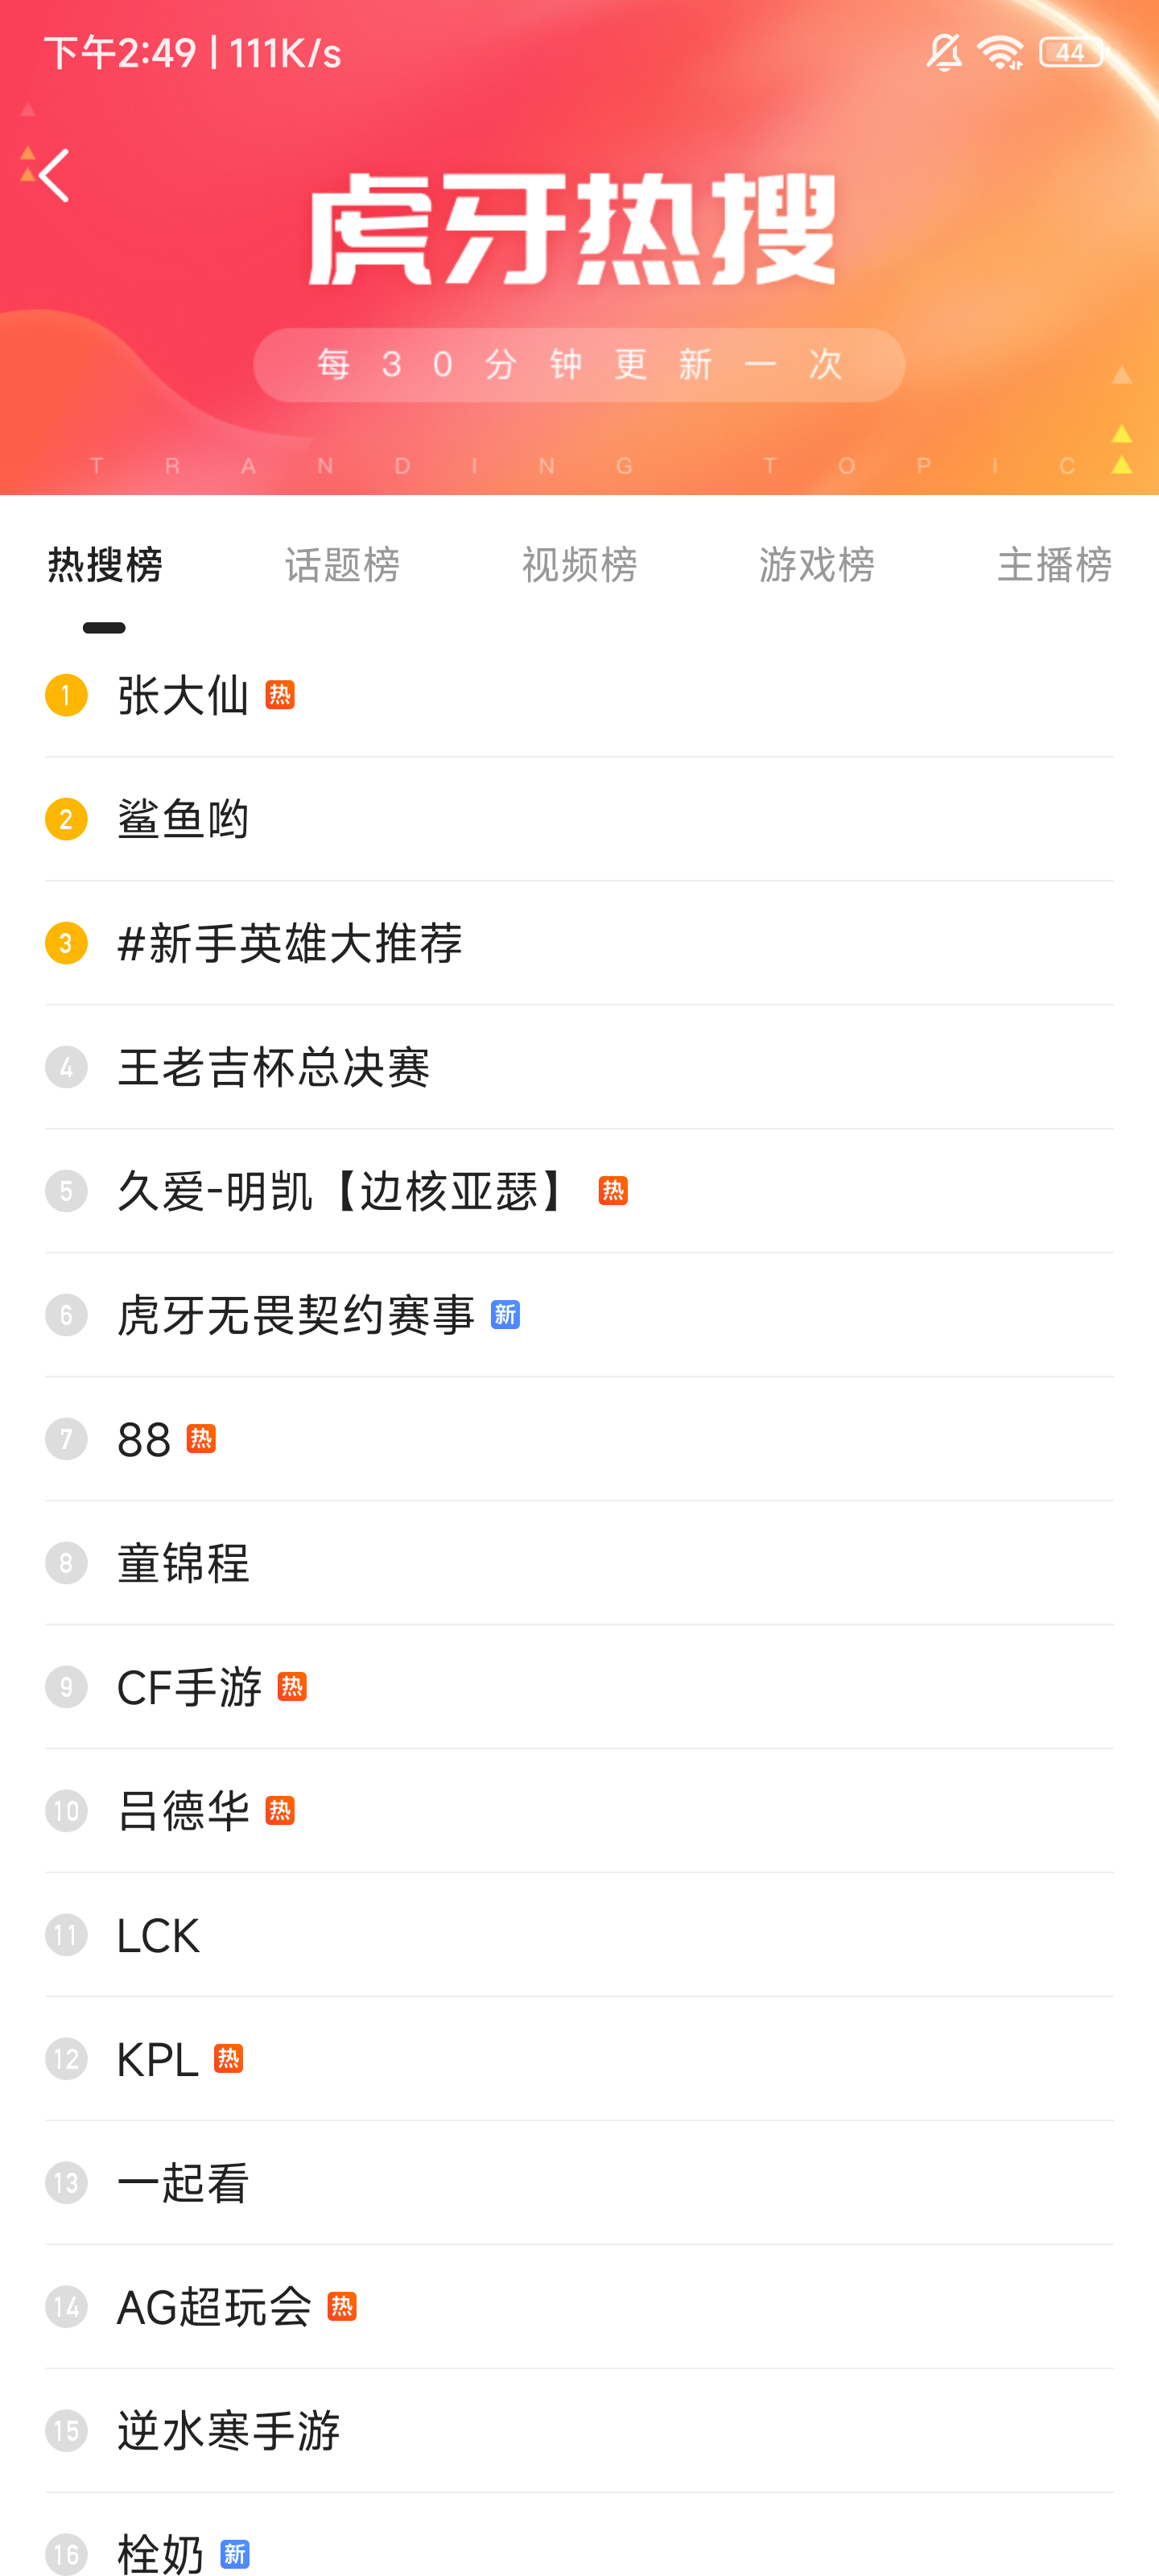 下午2:49 | 111K/s
44
虎牙热搜
每30分钟更新一次
TRANDING TOPIC
热搜榜 话题榜 视频榜 游戏榜 主播榜
1 张大仙 热
2 鲨鱼哟
3 #新手英雄大推荐
4 王老吉杯总决赛
5 久爱-明凯【边核亚瑟】 热
6 虎牙无畏契约赛事 新
7 88 热
8 童锦程
9 CF手游 热
10 吕德华 热
11 LCK
12 KPL 热
13 一起看
14 AG超玩会 热
15 逆水寒手游
16 栓奶 新